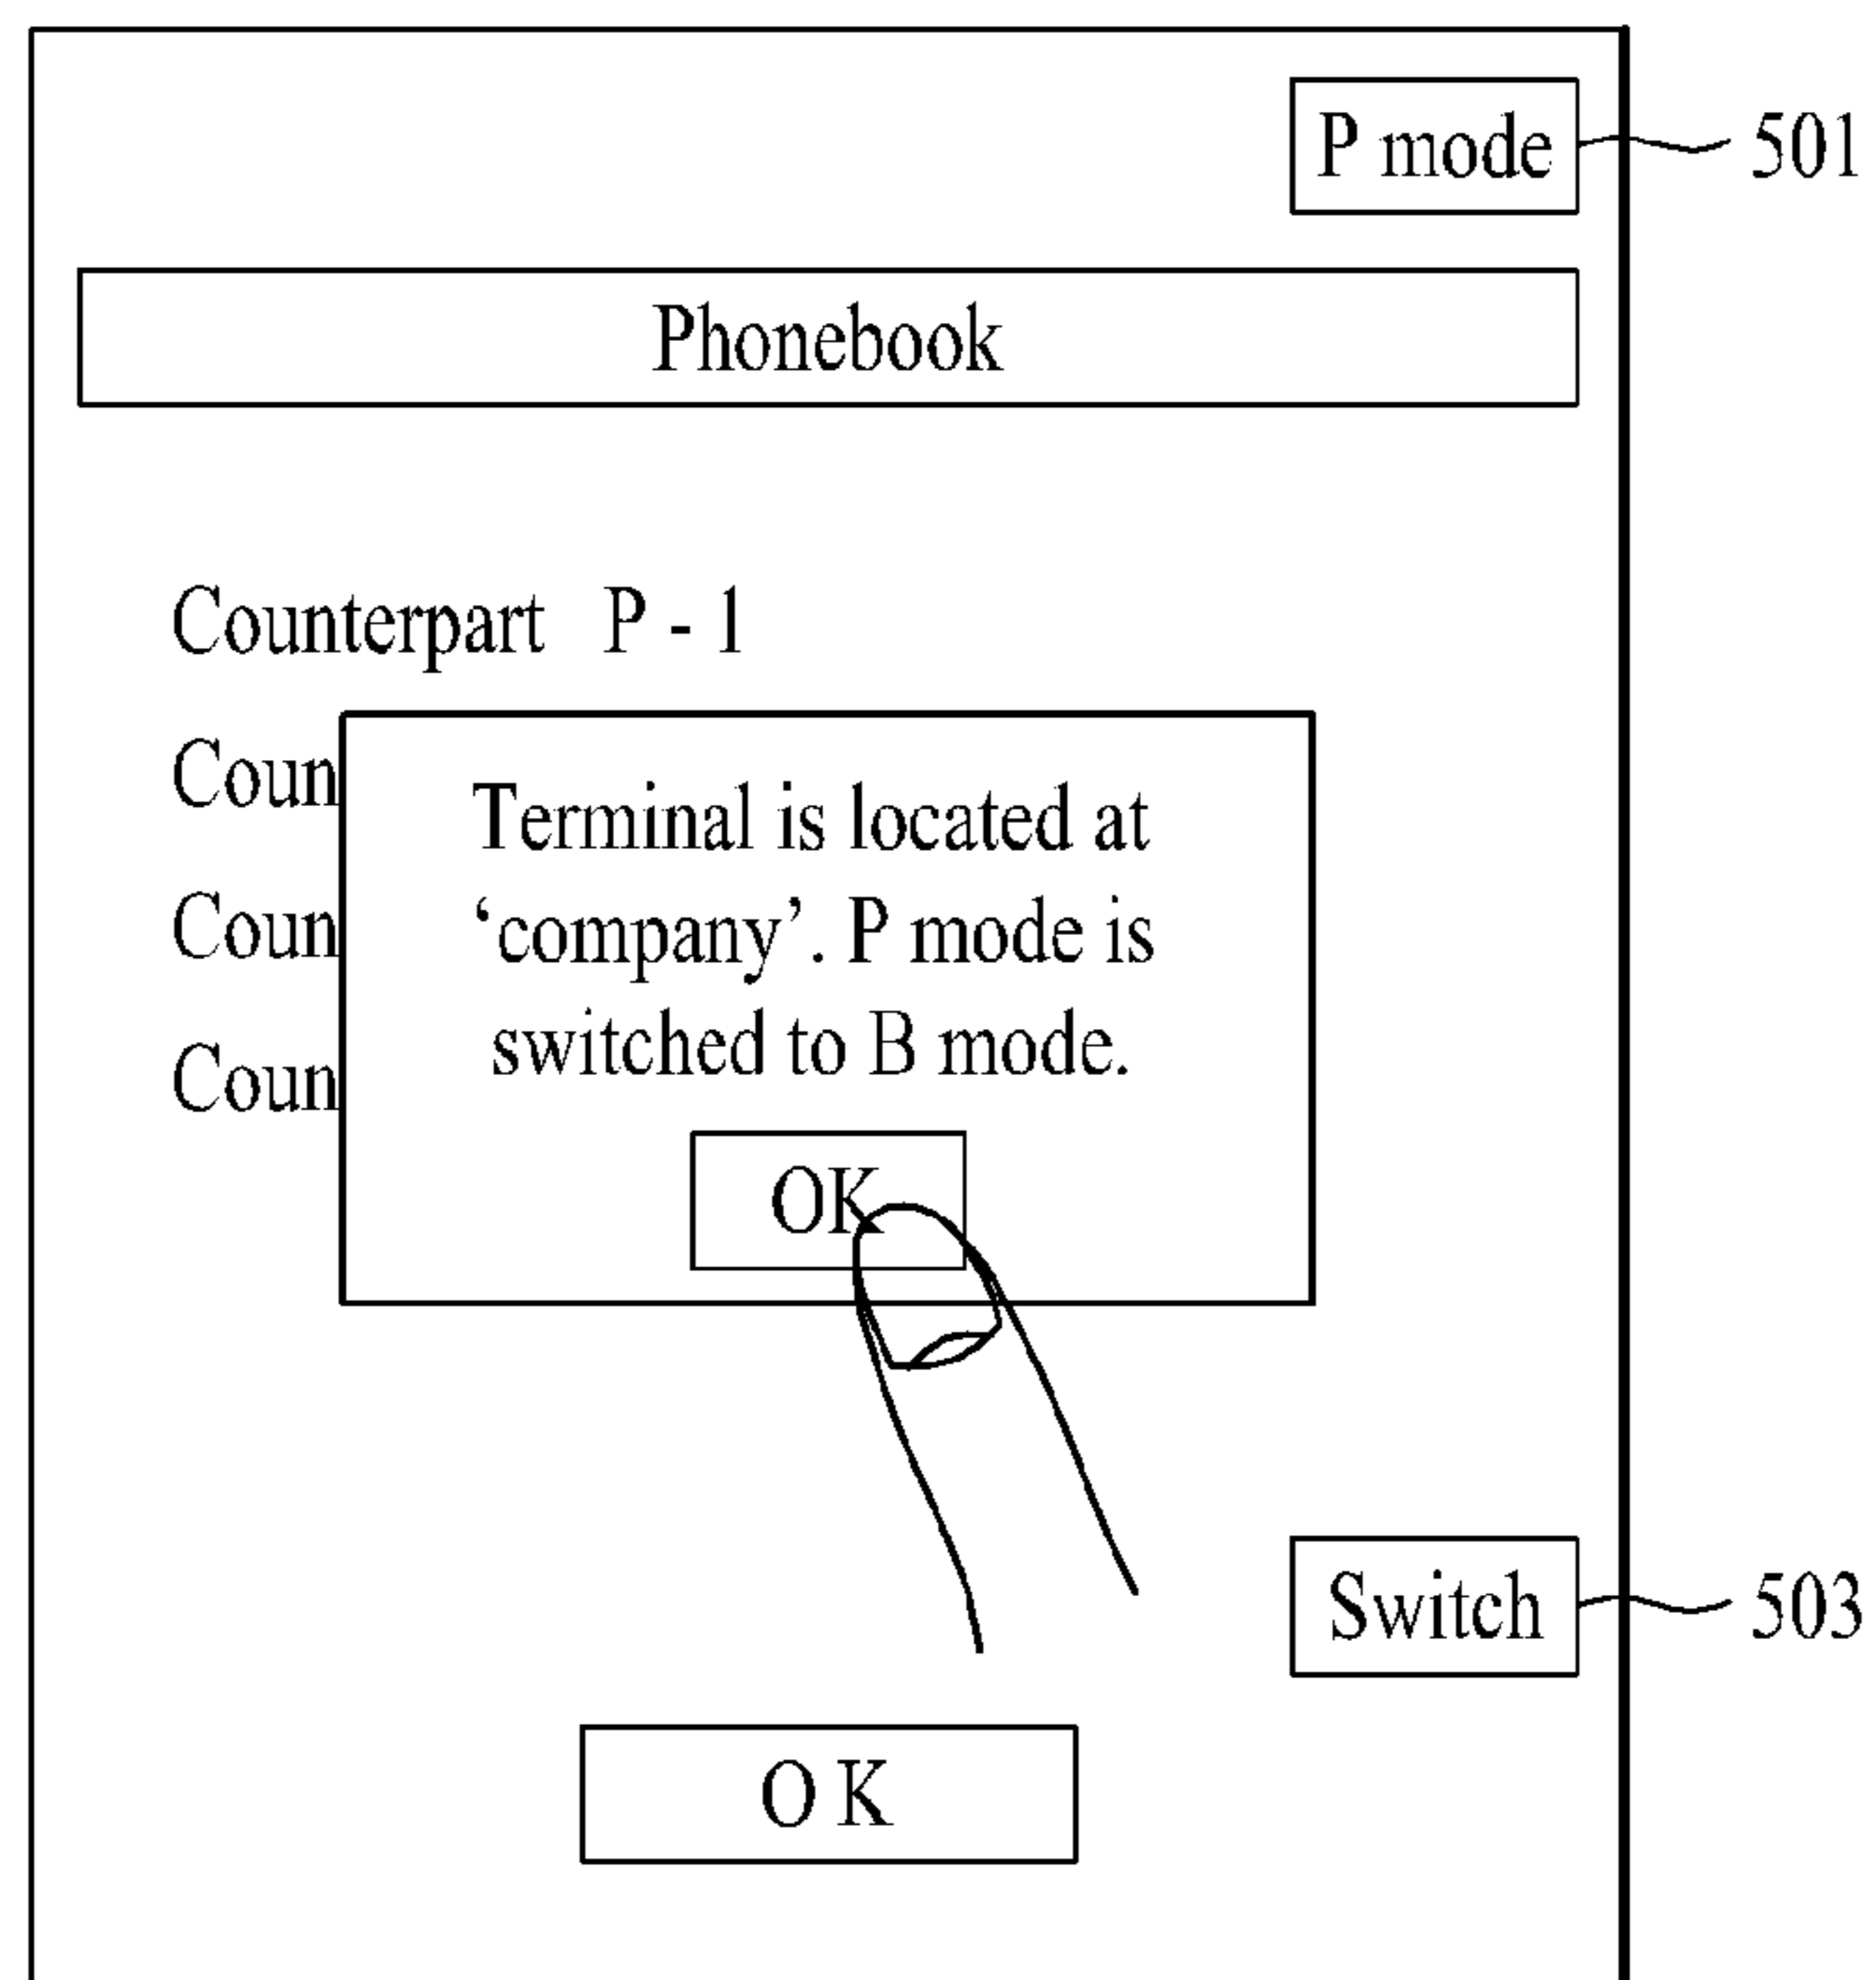 P mode
501
Phonebook
Counterpart P - 1
Coun
Coun
Coun
Terminal is located at
‘company’. P mode is
switched to B mode.
OK
Switch
503
O K